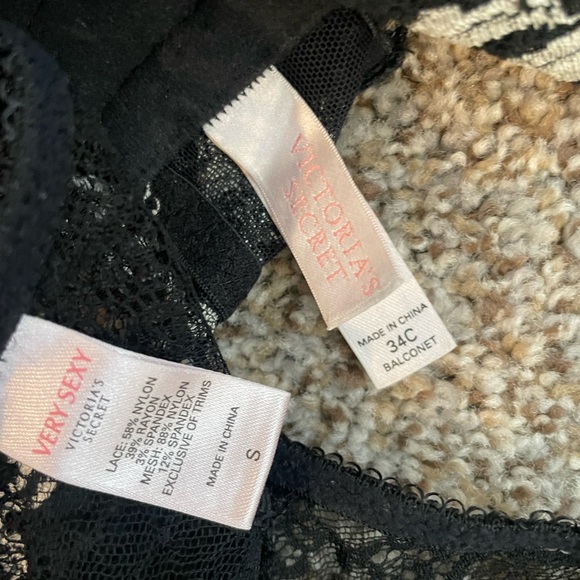 VICTORIA'S
SECRET
MADE IN CHINA
34C
BALCONET
VERY SEXY
VICTORIA'S
SECRET
LACE: 58% NYLON
39% RAYON
3% SPANDEX
MESH: 88% NYLON
12% SPANDEX
EXCLUSIVE OF TRIMS
MADE IN CHINA
S